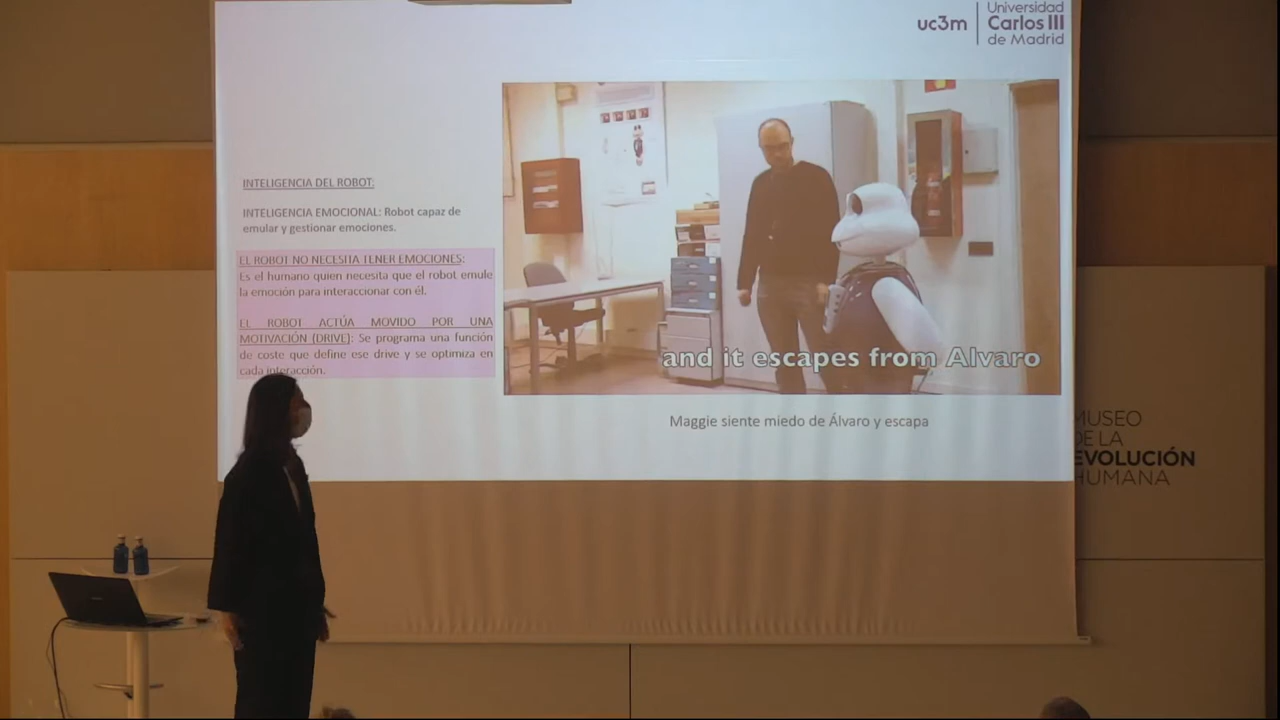 uc3m
Universidad
Carlos III
de Madrid
INTELIGENCIA DEL ROBOT:
INTELIGENCIA EMOCIONAL: Robot capaz de
emular y gestionar emociones.
EL ROBOT NO NECESITA TENER EMOCIONES:
Es el humano quien necesita que el robot emule
la emoción para interaccionar con él.
EL ROBOT ACTÚA MOVIDO POR UNA
MOTIVACIÓN (DRIVE): Se programa una función
de coste que define ese drive y se optimiza en
cada interacción.
and it escapes from Alvaro
Maggie siente miedo de Álvaro y escapa
MUSEO
DE LA
EVOLUCIÓN
HUMANA